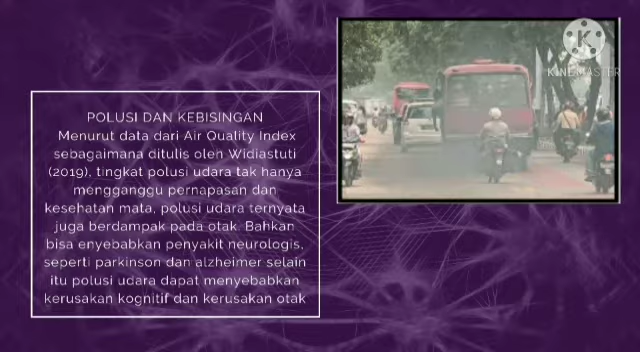 POLUSI DAN KEBISINGAN
Menurut data dari Air Quality Index
sebagaimana ditulis olen Widiastuti
(2019), tingkat polusi udara tak hanya
mengganggu pernapasan dan
kesehatan mata, polusi udara ternyata
juga berdampak pada otak. Bahkan
bisa enyebabkan penyakit neurologis,
seperti parkinson dan alzheimer selain
itu polusi udara dapat menyebabkan
kerusakan kognitif dan kerusakan otak
K
KINEMASTER